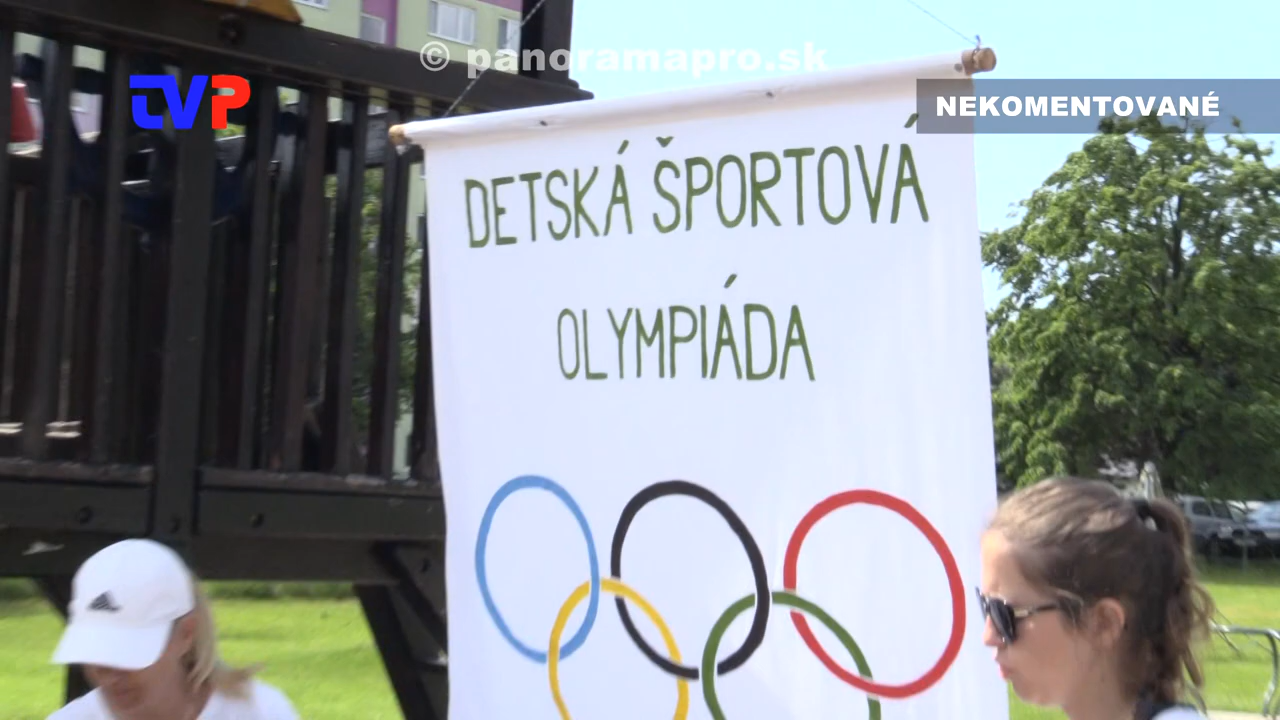 © panoramapro.sk
TVP
NEKOMENTOVANÉ
DETSKÁ ŠPORTOVÁ
OLYMPIÁDA